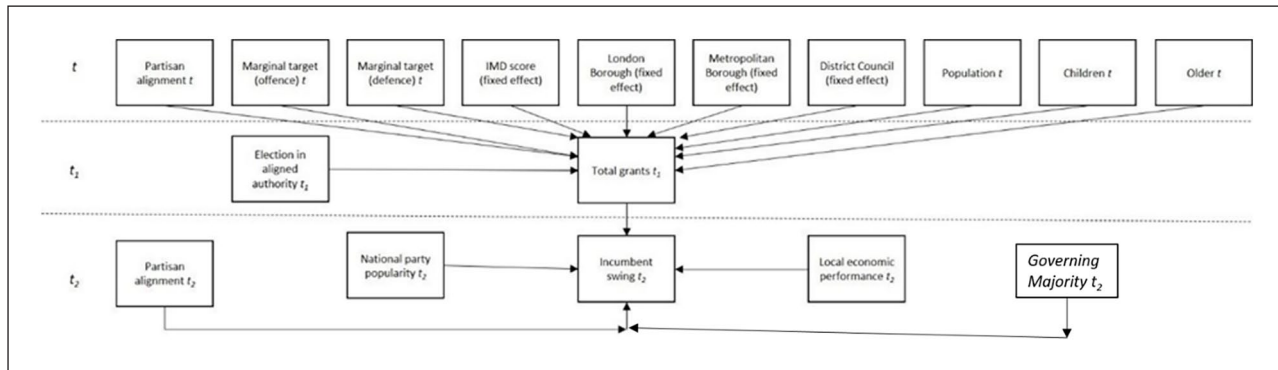 t
Partisan
alignment t
Marginal target
(offence) t
Marginal target
(defence) t
IMD score
(fixed effect)
London
Borough (fixed
effect)
Metropolitan
Borough (fixed
effect)
District Council
(fixed effect)
Population t
Children t
Older t
t₁
Election in
aligned
authority t₁
Total grants t₁
t₂
Partisan
alignment t₂
National party
popularity t₂
Incumbent
swing t₂
Local economic
performance t₂
Governing
Majority t₂